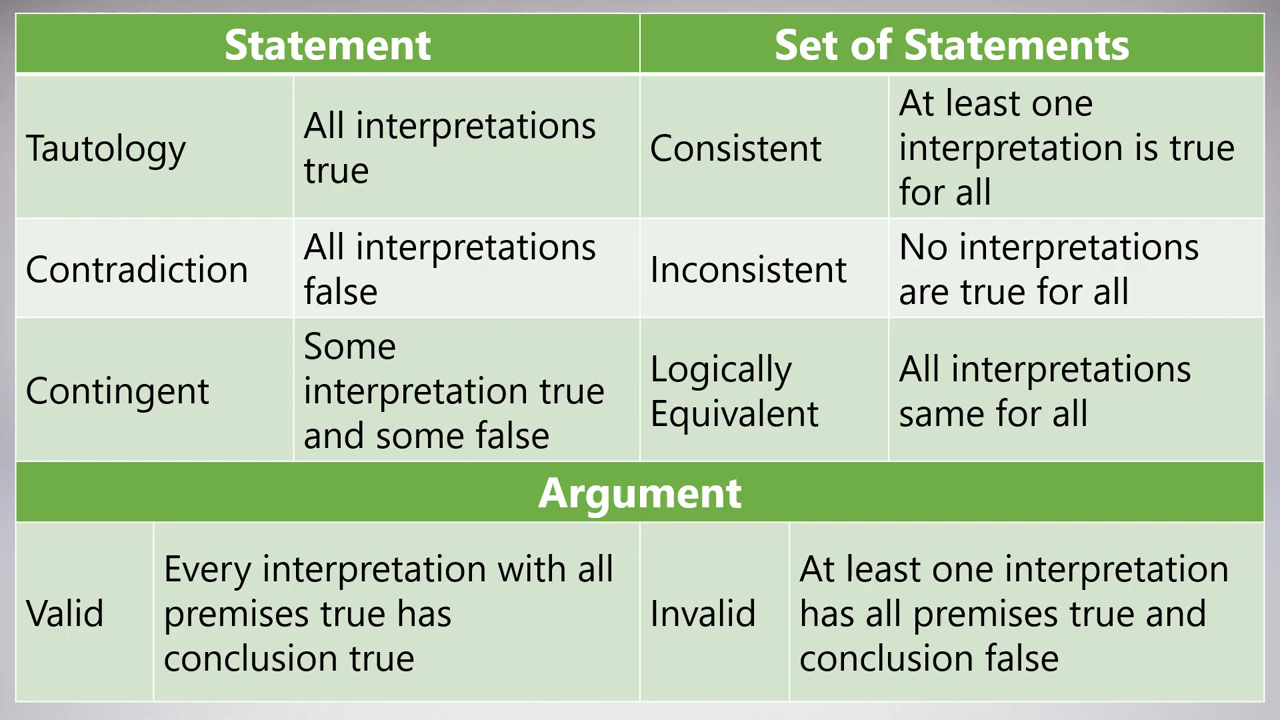 Statement
Set of Statements
Tautology
All interpretations
true
Consistent
At least one
interpretation is true
for all
Contradiction
All interpretations
false
Inconsistent
No interpretations
are true for all
Contingent
Some
interpretation true
and some false
Logically
Equivalent
All interpretations
same for all
Argument
Valid
Every interpretation with all
premises true has
conclusion true
Invalid
At least one interpretation
has all premises true and
conclusion false